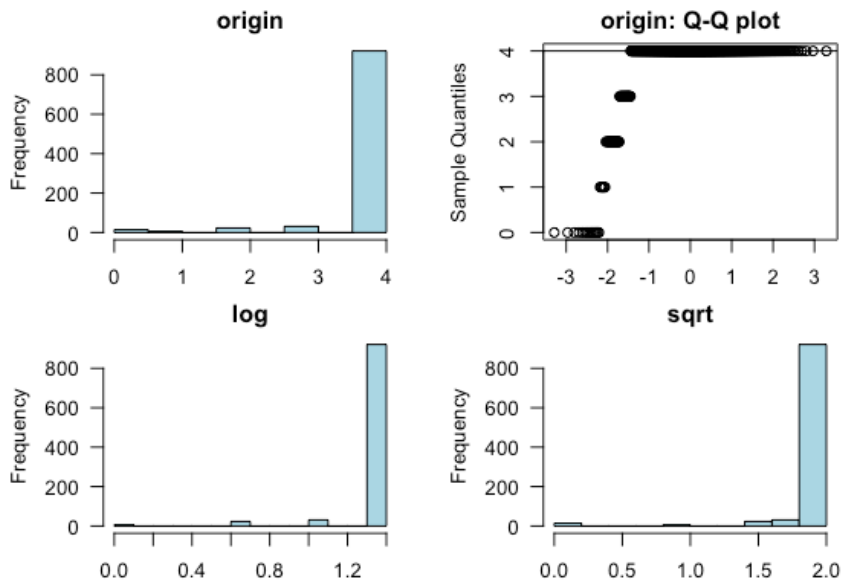 origin
Frequency
0 200 400 600 800
0 1 2 3 4
origin: Q-Q plot
Sample Quantiles
0 1 2 3 4
-3 -2 -1 0 1 2 3
log
Frequency
0 200 400 600 800
0.0 0.4 0.8 1.2
sqrt
Frequency
0 200 400 600 800
0.0 0.5 1.0 1.5 2.0